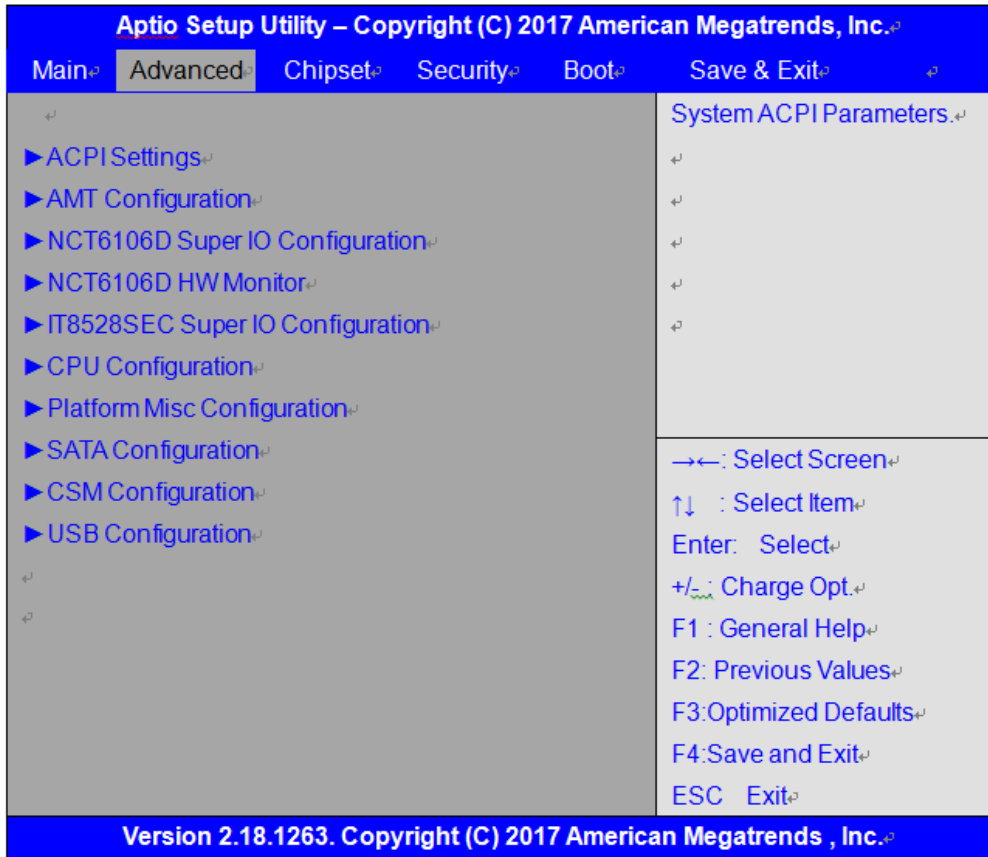 Aptio Setup Utility – Copyright (C) 2017 American Megatrends, Inc.
Main Advanced Chipset Security Boot Save & Exit
►ACPI Settings
►AMT Configuration
►NCT6106D Super IO Configuration
►NCT6106D HW Monitor
►IT8528SEC Super IO Configuration
►CPU Configuration
►Platform Misc Configuration
►SATA Configuration
►CSM Configuration
►USB Configuration
System ACPI Parameters.
→←: Select Screen
↑↓ : Select Item
Enter: Select
+/- : Charge Opt.
F1 : General Help
F2: Previous Values
F3:Optimized Defaults
F4:Save and Exit
ESC Exit
Version 2.18.1263. Copyright (C) 2017 American Megatrends , Inc.